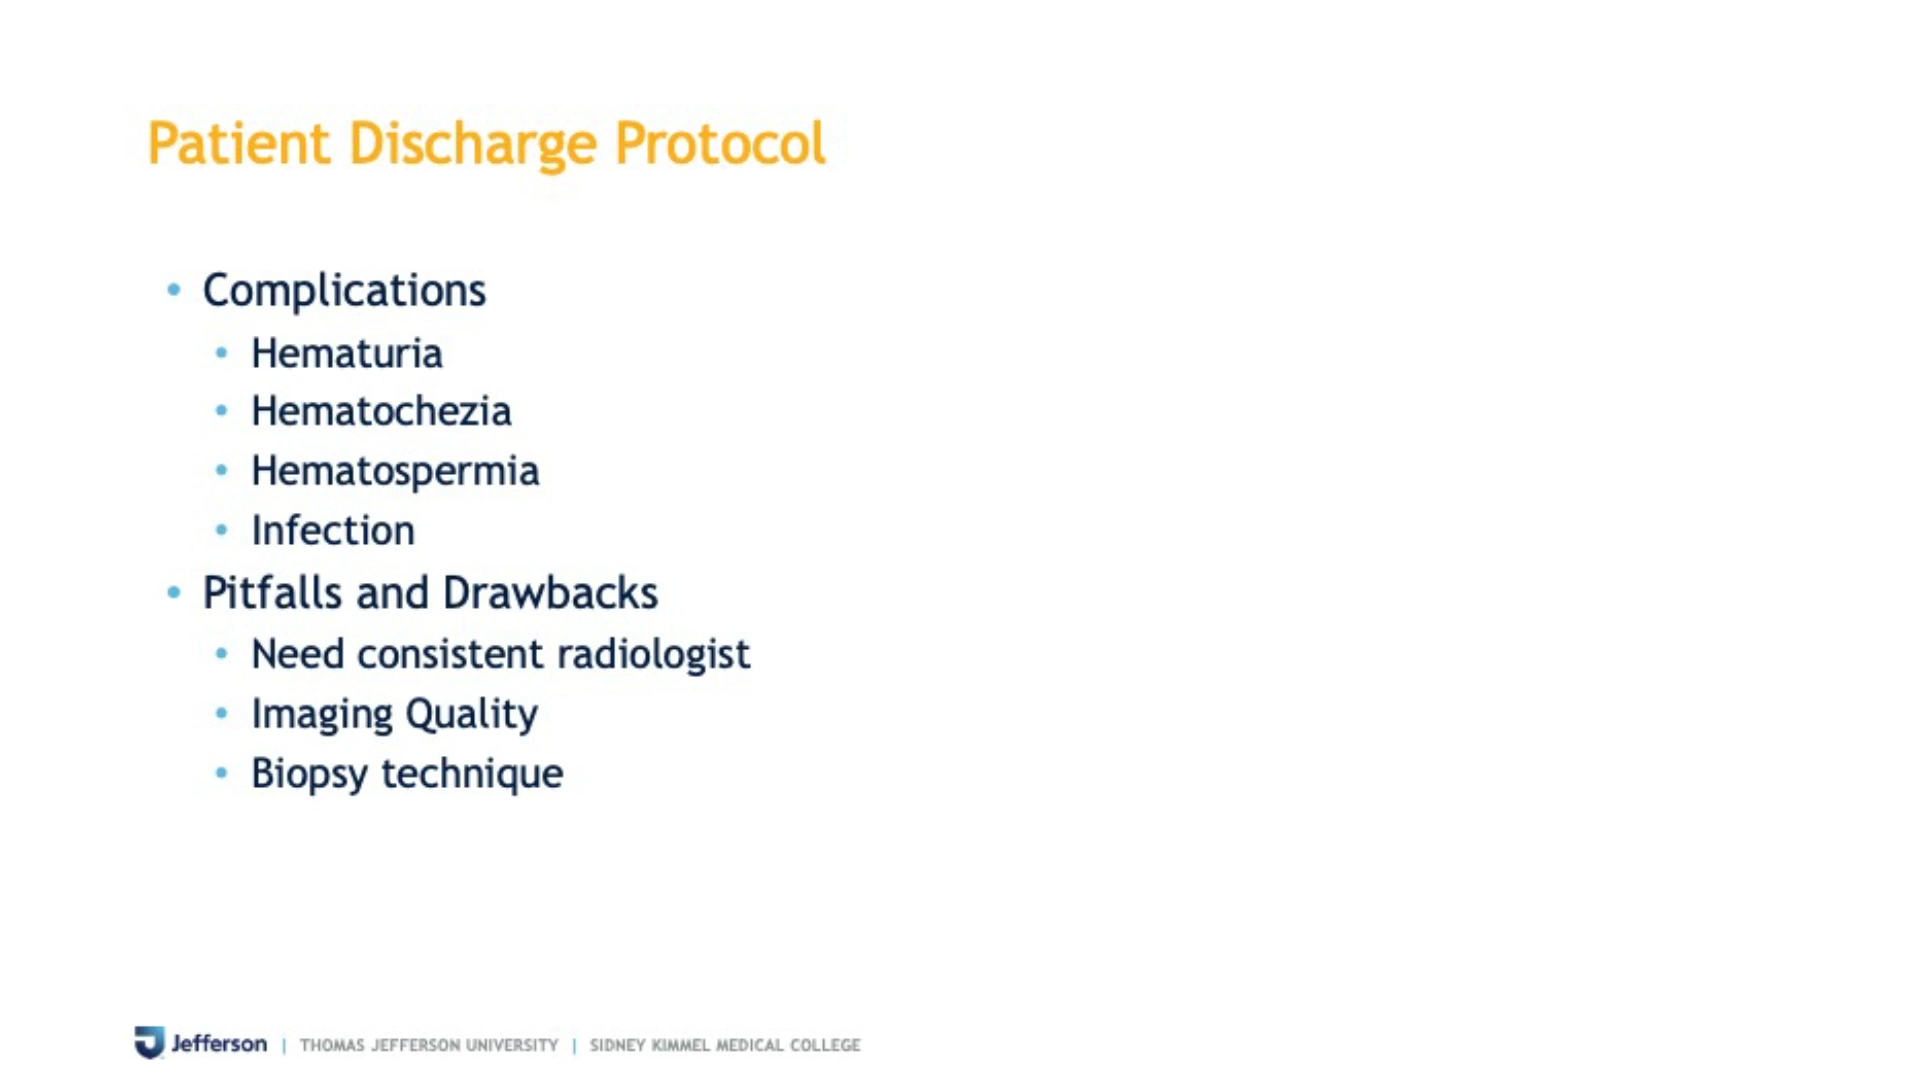 Patient Discharge Protocol
• Complications
• Hematuria
• Hematochezia
• Hematospermia
• Infection
• Pitfalls and Drawbacks
• Need consistent radiologist
• Imaging Quality
• Biopsy technique
Jefferson | THOMAS JEFFERSON UNIVERSITY | SIDNEY KIMMEL MEDICAL COLLEGE